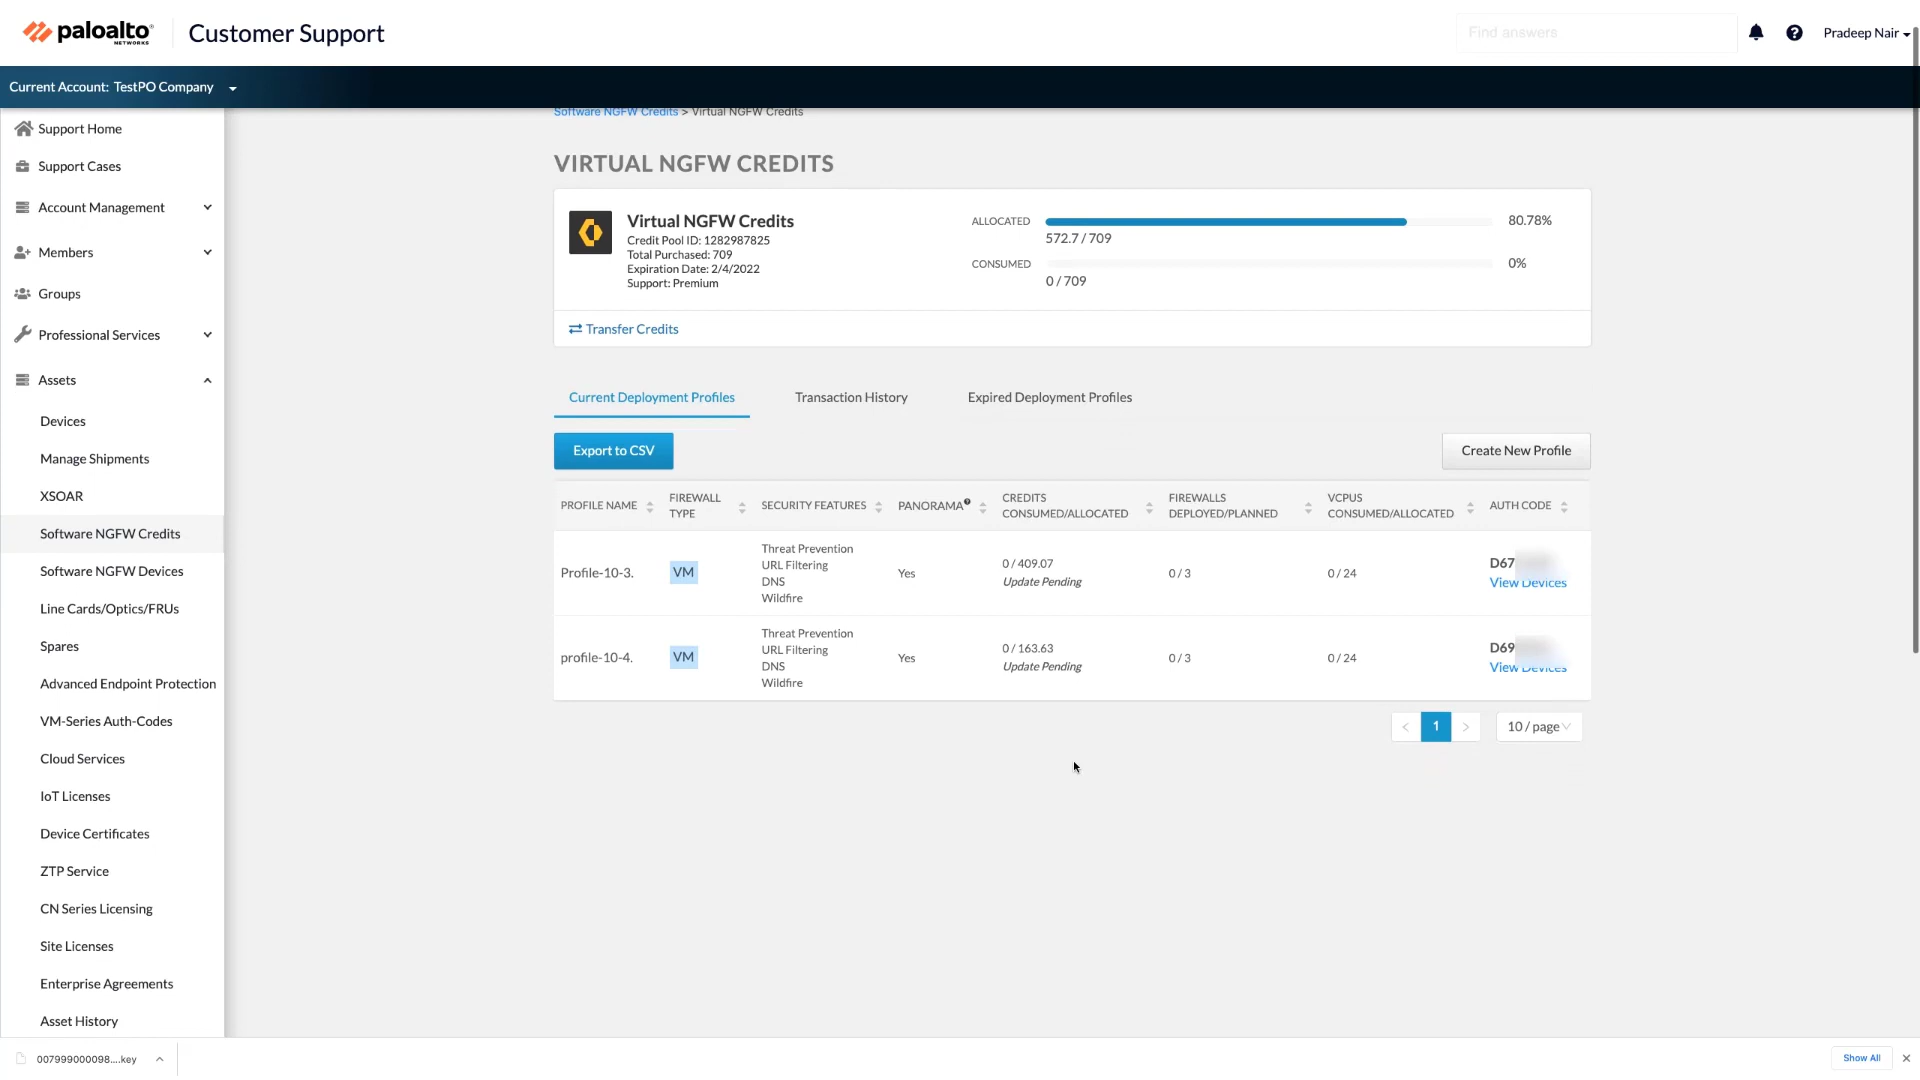 paloalto
NETWORKS
Customer Support
Find answers
Pradeep Nair
Current Account: TestPO Company
Support Home
Support Cases
Account Management
Members
Groups
Professional Services
Assets
Devices
Manage Shipments
XSOAR
Software NGFW Credits
Software NGFW Devices
Line Cards/Optics/FRUs
Spares
Advanced Endpoint Protection
VM-Series Auth-Codes
Cloud Services
IoT Licenses
Device Certificates
ZTP Service
CN Series Licensing
Site Licenses
Enterprise Agreements
Asset History
Software NGFW Credits > Virtual NGFW Credits
VIRTUAL NGFW CREDITS
Virtual NGFW Credits
Credit Pool ID: 1282987825
Total Purchased: 709
Expiration Date: 2/4/2022
Support: Premium
ALLOCATED 80.78%
572.7 / 709
CONSUMED 0%
0 / 709
Transfer Credits
Current Deployment Profiles Transaction History Expired Deployment Profiles
Export to CSV Create New Profile
PROFILE NAME FIREWALL TYPE SECURITY FEATURES PANORAMA CREDITS CONSUMED/ALLOCATED FIREWALLS DEPLOYED/PLANNED VCPUS CONSUMED/ALLOCATED AUTH CODE
Threat Prevention
URL Filtering
DNS
Wildfire
Profile-10-3. VM Yes 0 / 409.07 0 / 3 0 / 24 D67
Update Pending View Devices
Threat Prevention
URL Filtering
DNS
Wildfire
profile-10-4. VM Yes 0 / 163.63 0 / 3 0 / 24 D69
Update Pending View Devices
< 1 > 10 / page
007999000098....key
Show All